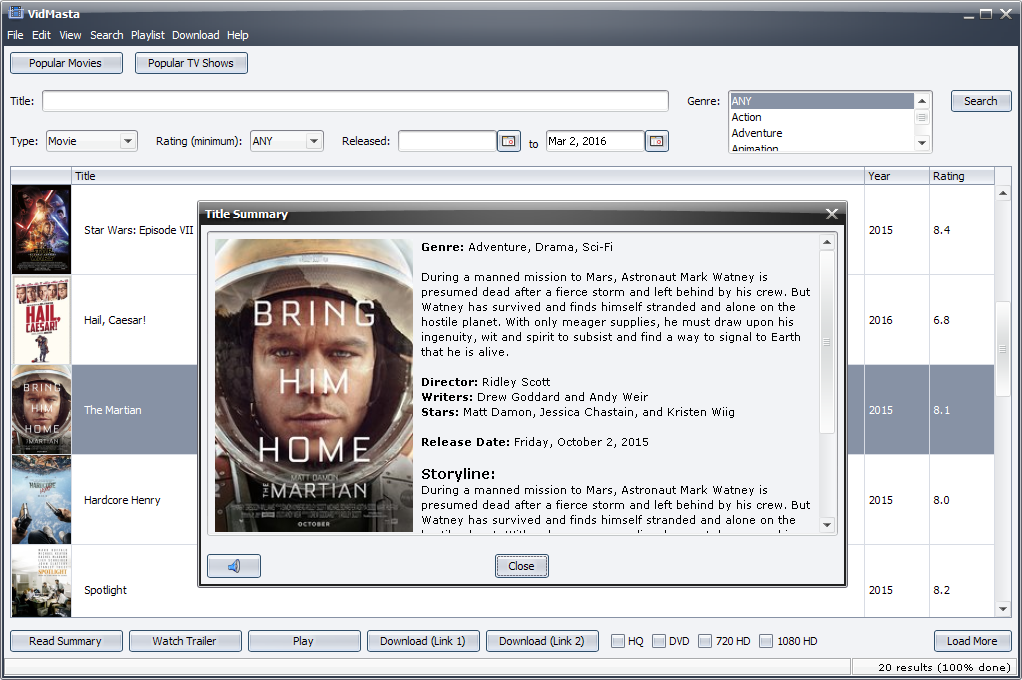 VidMasta
File Edit View Search Playlist Download Help
Popular Movies Popular TV Shows
Title: Genre: ANY Search
Action
Adventure
Animation
Type: Movie Rating (minimum): ANY Released: to Mar 2, 2016
Title Year Rating
Star Wars: Episode VII 2015 8.4
HAIL, CAESAR!
Hail, Caesar! 2016 6.8
BRING HIM HOME
MARTIAN
The Martian 2015 8.1
HARDCORE HENRY
Hardcore Henry 2015 8.0
SPOTLIGHT
Spotlight 2015 8.2
Title Summary
BRING
HIM
HOME
MATT DAMON
THE MARTIAN
OCTOBER
Genre: Adventure, Drama, Sci-Fi
During a manned mission to Mars, Astronaut Mark Watney is
presumed dead after a fierce storm and left behind by his crew. But
Watney has survived and finds himself stranded and alone on the
hostile planet. With only meager supplies, he must draw upon his
ingenuity, wit and spirit to subsist and find a way to signal to Earth
that he is alive.
Director: Ridley Scott
Writers: Drew Goddard and Andy Weir
Stars: Matt Damon, Jessica Chastain, and Kristen Wiig
Release Date: Friday, October 2, 2015
Storyline:
During a manned mission to Mars, Astronaut Mark Watney is
presumed dead after a fierce storm and left behind by his crew. But
Watney has survived and finds himself stranded and alone on the
Close
Read Summary Watch Trailer Play Download (Link 1) Download (Link 2) HQ DVD 720 HD 1080 HD Load More
20 results (100% done)